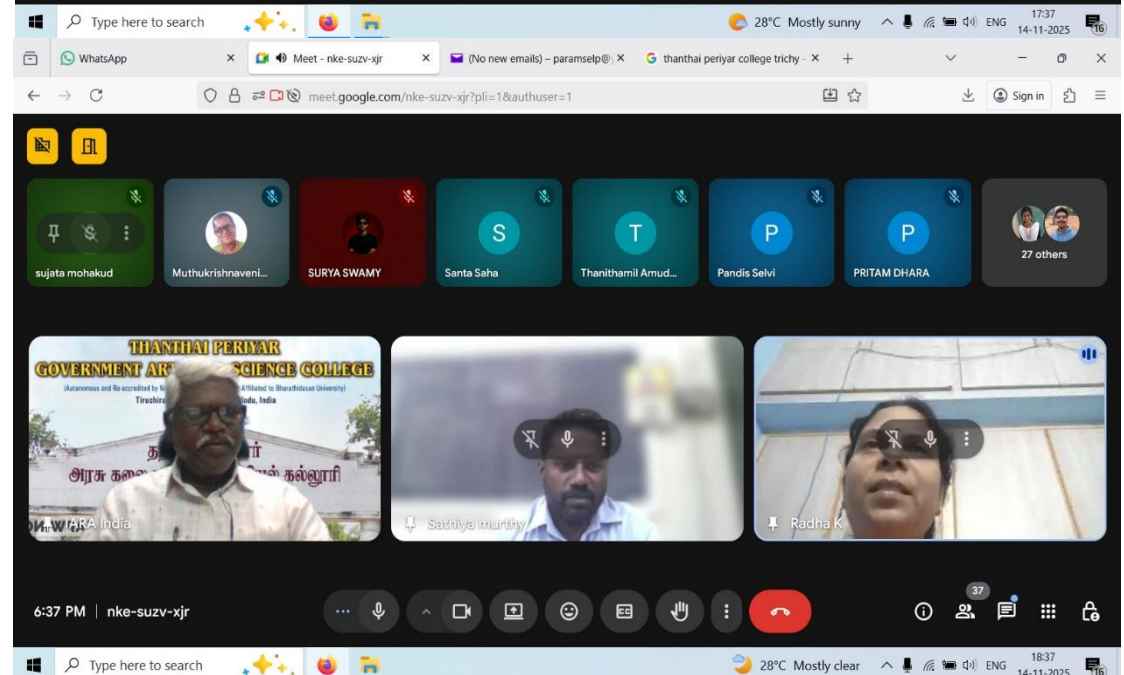 Type here to search
28°C Mostly sunny
ENG
17:37
14-11-2025
16
WhatsApp
Meet - nke-suzv-xjr
(No new emails) – paramselp@
thanthai periyar college trichy -
meet.google.com/nke-suzv-xjr?pli=1&authuser=1
Sign in
sujata mohakud
Muthukrishnaveni...
SURYA SWAMY
S
Santa Saha
T
Thanithamil Amud...
P
Pandis Selvi
P
PRITAM DHARA
27 others
THANTHAI PERIYAR
GOVERNMENT AR SCIENCE COLLEGE
(Autonomous and Re-accredited by Affiliated to Bharathidasan University)
India
அரசு கல்லூரி
ARA India
Sathiya murthy
Radha K
6:37 PM | nke-suzv-xjr
CC
37
Type here to search
28°C Mostly clear
ENG
18:37
14-11-2025
16